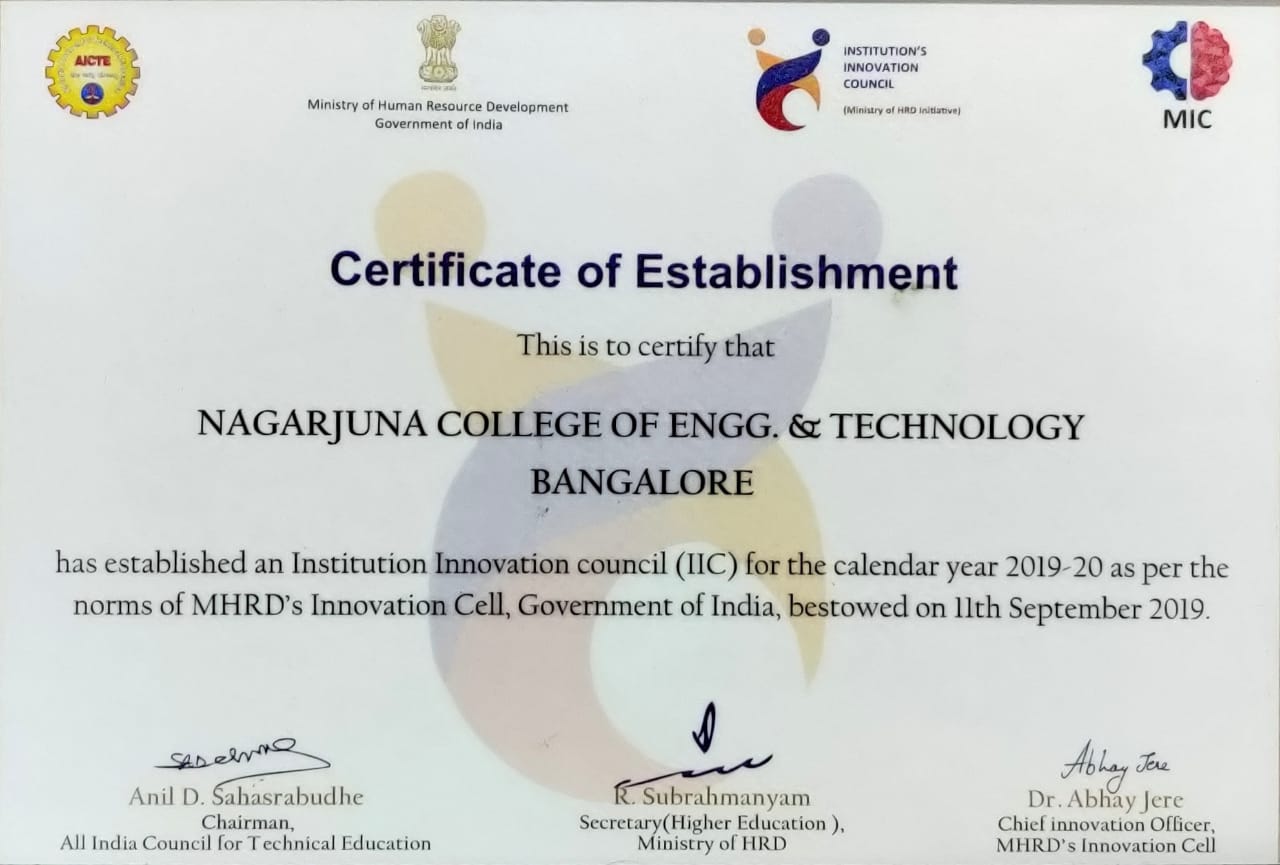 AICTE
Ministry of Human Resource Development
Government of India
INSTITUTION'S
INNOVATION
COUNCIL
(Ministry of HRD Initiative)
MIC
Certificate of Establishment
This is to certify that
NAGARJUNA COLLEGE OF ENGG. & TECHNOLOGY
BANGALORE
has established an Institution Innovation council (IIC) for the calendar year 2019-20 as per the
norms of MHRD's Innovation Cell, Government of India, bestowed on 11th September 2019.
Abhay Jere
Anil D. Sahasrabudhe
Chairman,
All India Council for Technical Education
R. Subrahmanyam
Secretary(Higher Education ),
Ministry of HRD
Dr. Abhay Jere
Chief innovation Officer,
MHRD's Innovation Cell